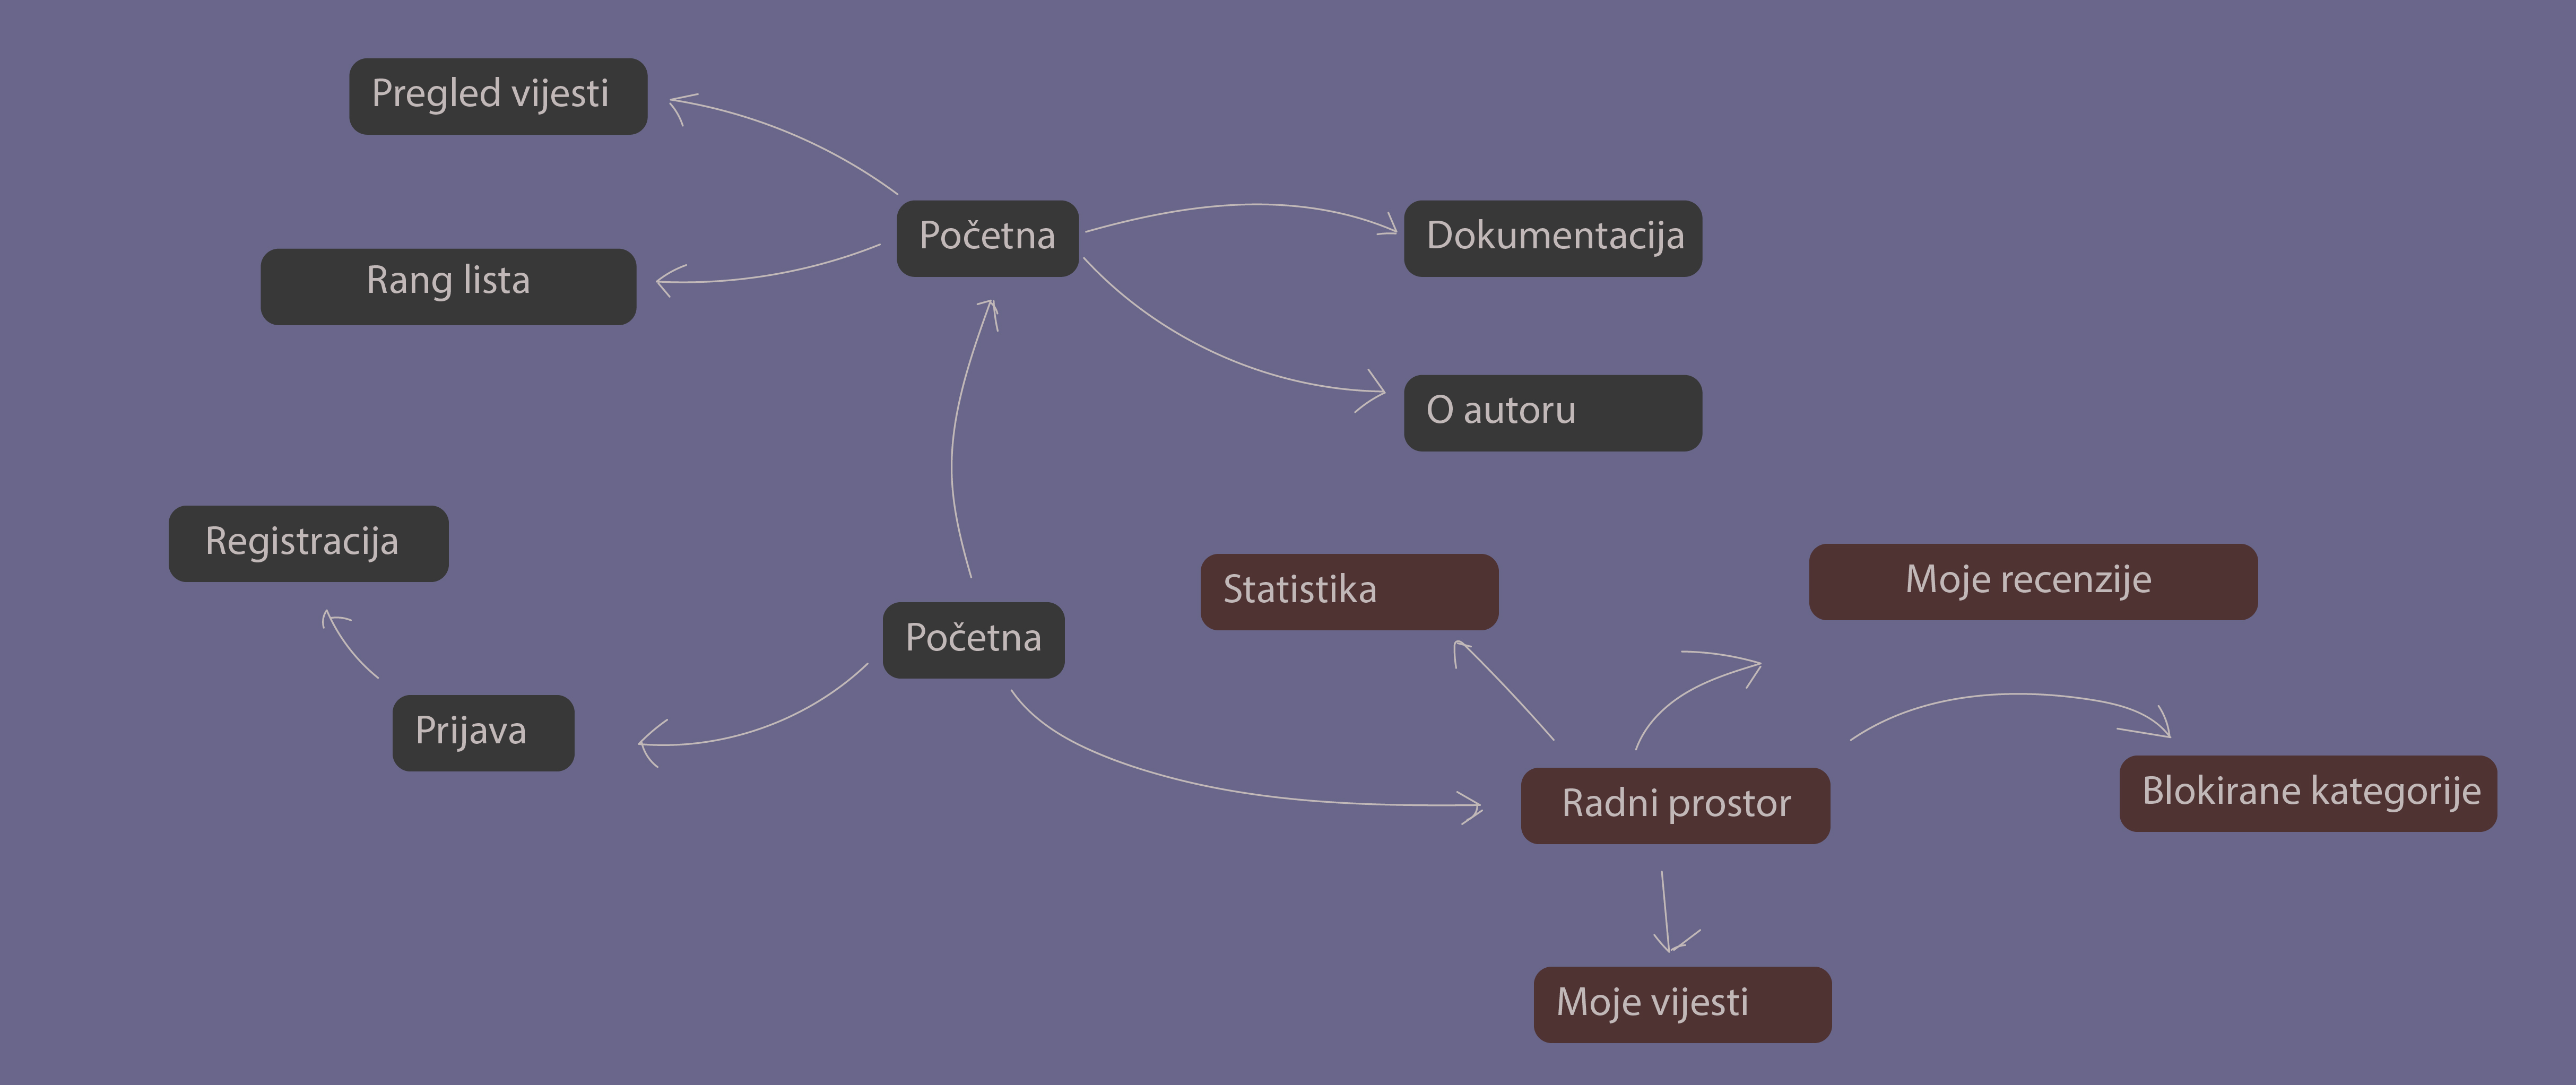 Pregled vijesti
Početna
Dokumentacija
Rang lista
O autoru
Registracija
Statistika
Moje recenzije
Početna
Prijava
Radni prostor
Blokirane kategorije
Moje vijesti